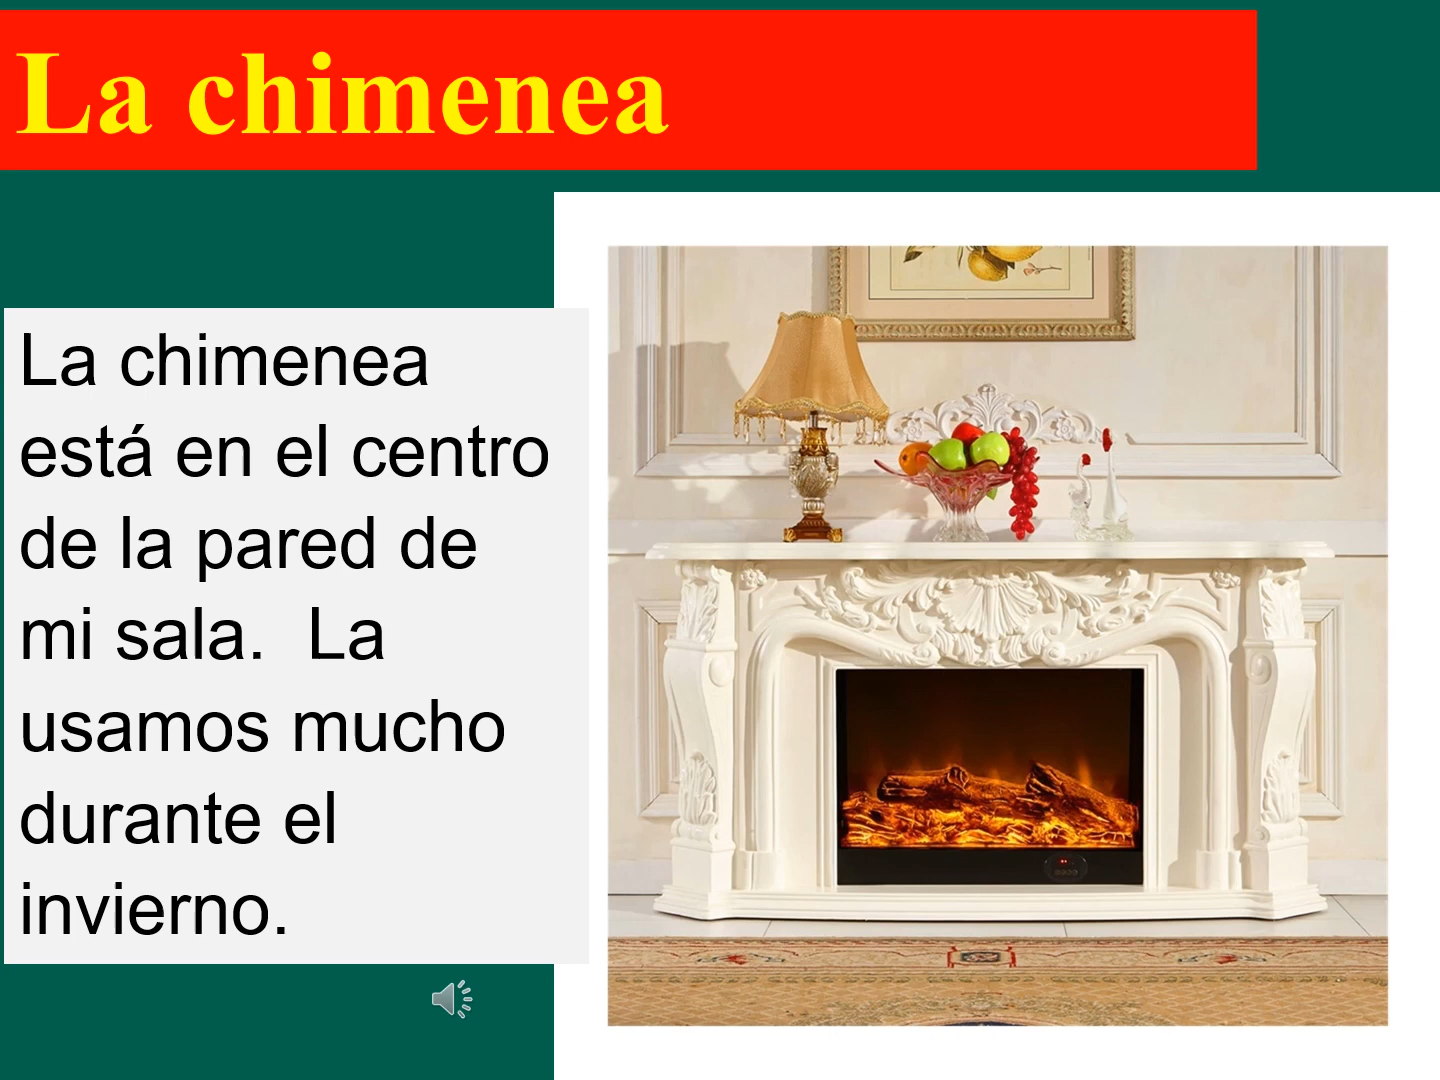 La chimenea
La chimenea
está en el centro
de la pared de
mi sala.  La
usamos mucho
durante el
invierno.